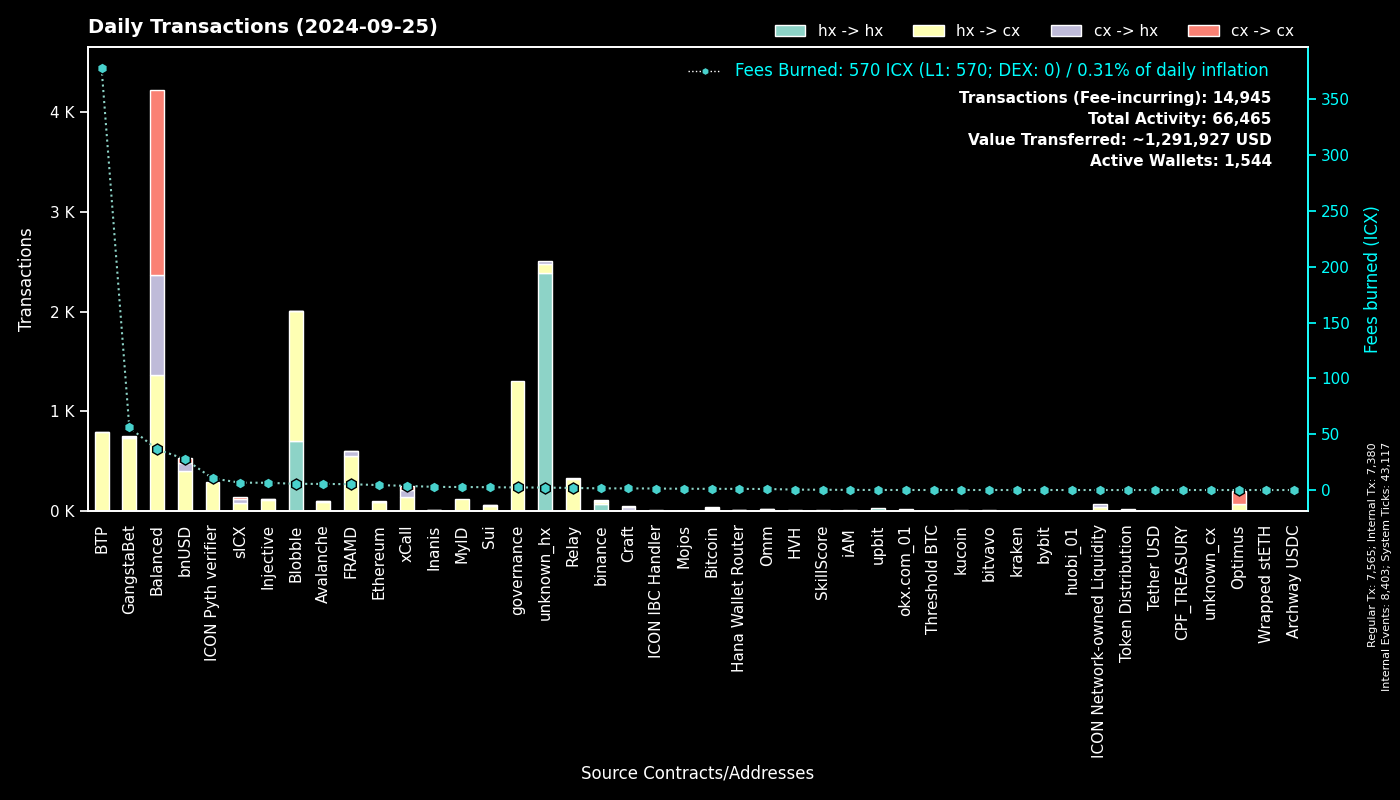 Daily Transactions (2024-09-25)
hx -> hx
hx -> cx
cx -> hx
cx -> cx
Fees Burned: 570 ICX (L1: 570; DEX: 0) / 0.31% of daily inflation
Transactions (Fee-incurring): 14,945
Total Activity: 66,465
Value Transferred: ~1,291,927 USD
Active Wallets: 1,544
Transactions
4 K
3 K
2 K
1 K
0 K
350
300
250
200
150
100
50
0
Fees burned (ICX)
BTP
GangstaBet
Balanced
bnUSD
ICON Pyth verifier
sICX
Injective
Blobble
Avalanche
FRAMD
Ethereum
xCall
Inanis
MyID
Sui
governance
unknown_hx
Relay
binance
Craft
ICON IBC Handler
Mojos
Bitcoin
Hana Wallet Router
Omm
HVH
SkillScore
iAM
upbit
okx.com_01
Threshold BTC
kucoin
bitvavo
kraken
bybit
huobi_01
ICON Network-owned Liquidity
Token Distribution
Tether USD
CPF_TREASURY
unknown_cx
Optimus
Wrapped stETH
Archway USDC
Source Contracts/Addresses
Regular Tx: 7,565; Internal Tx: 7,380
Internal Events: 8,403; System Ticks: 43,117